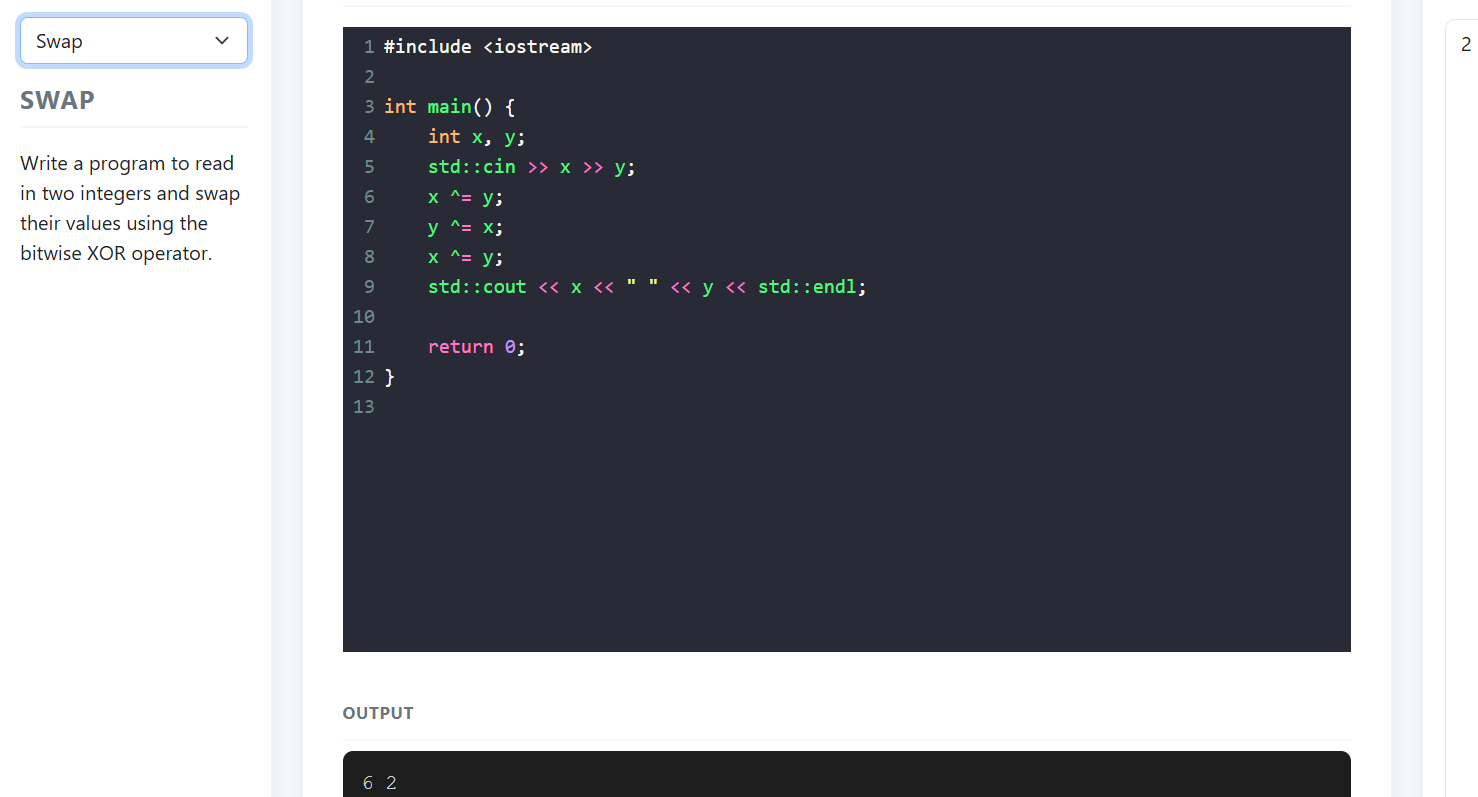 Swap
SWAP
Write a program to read
in two integers and swap
their values using the
bitwise XOR operator.
1 #include <iostream>
2
3 int main() {
4     int x, y;
5     std::cin >> x >> y;
6     x ^= y;
7     y ^= x;
8     x ^= y;
9     std::cout << x << " " << y << std::endl;
10
11     return 0;
12 }
13
OUTPUT
6 2
2